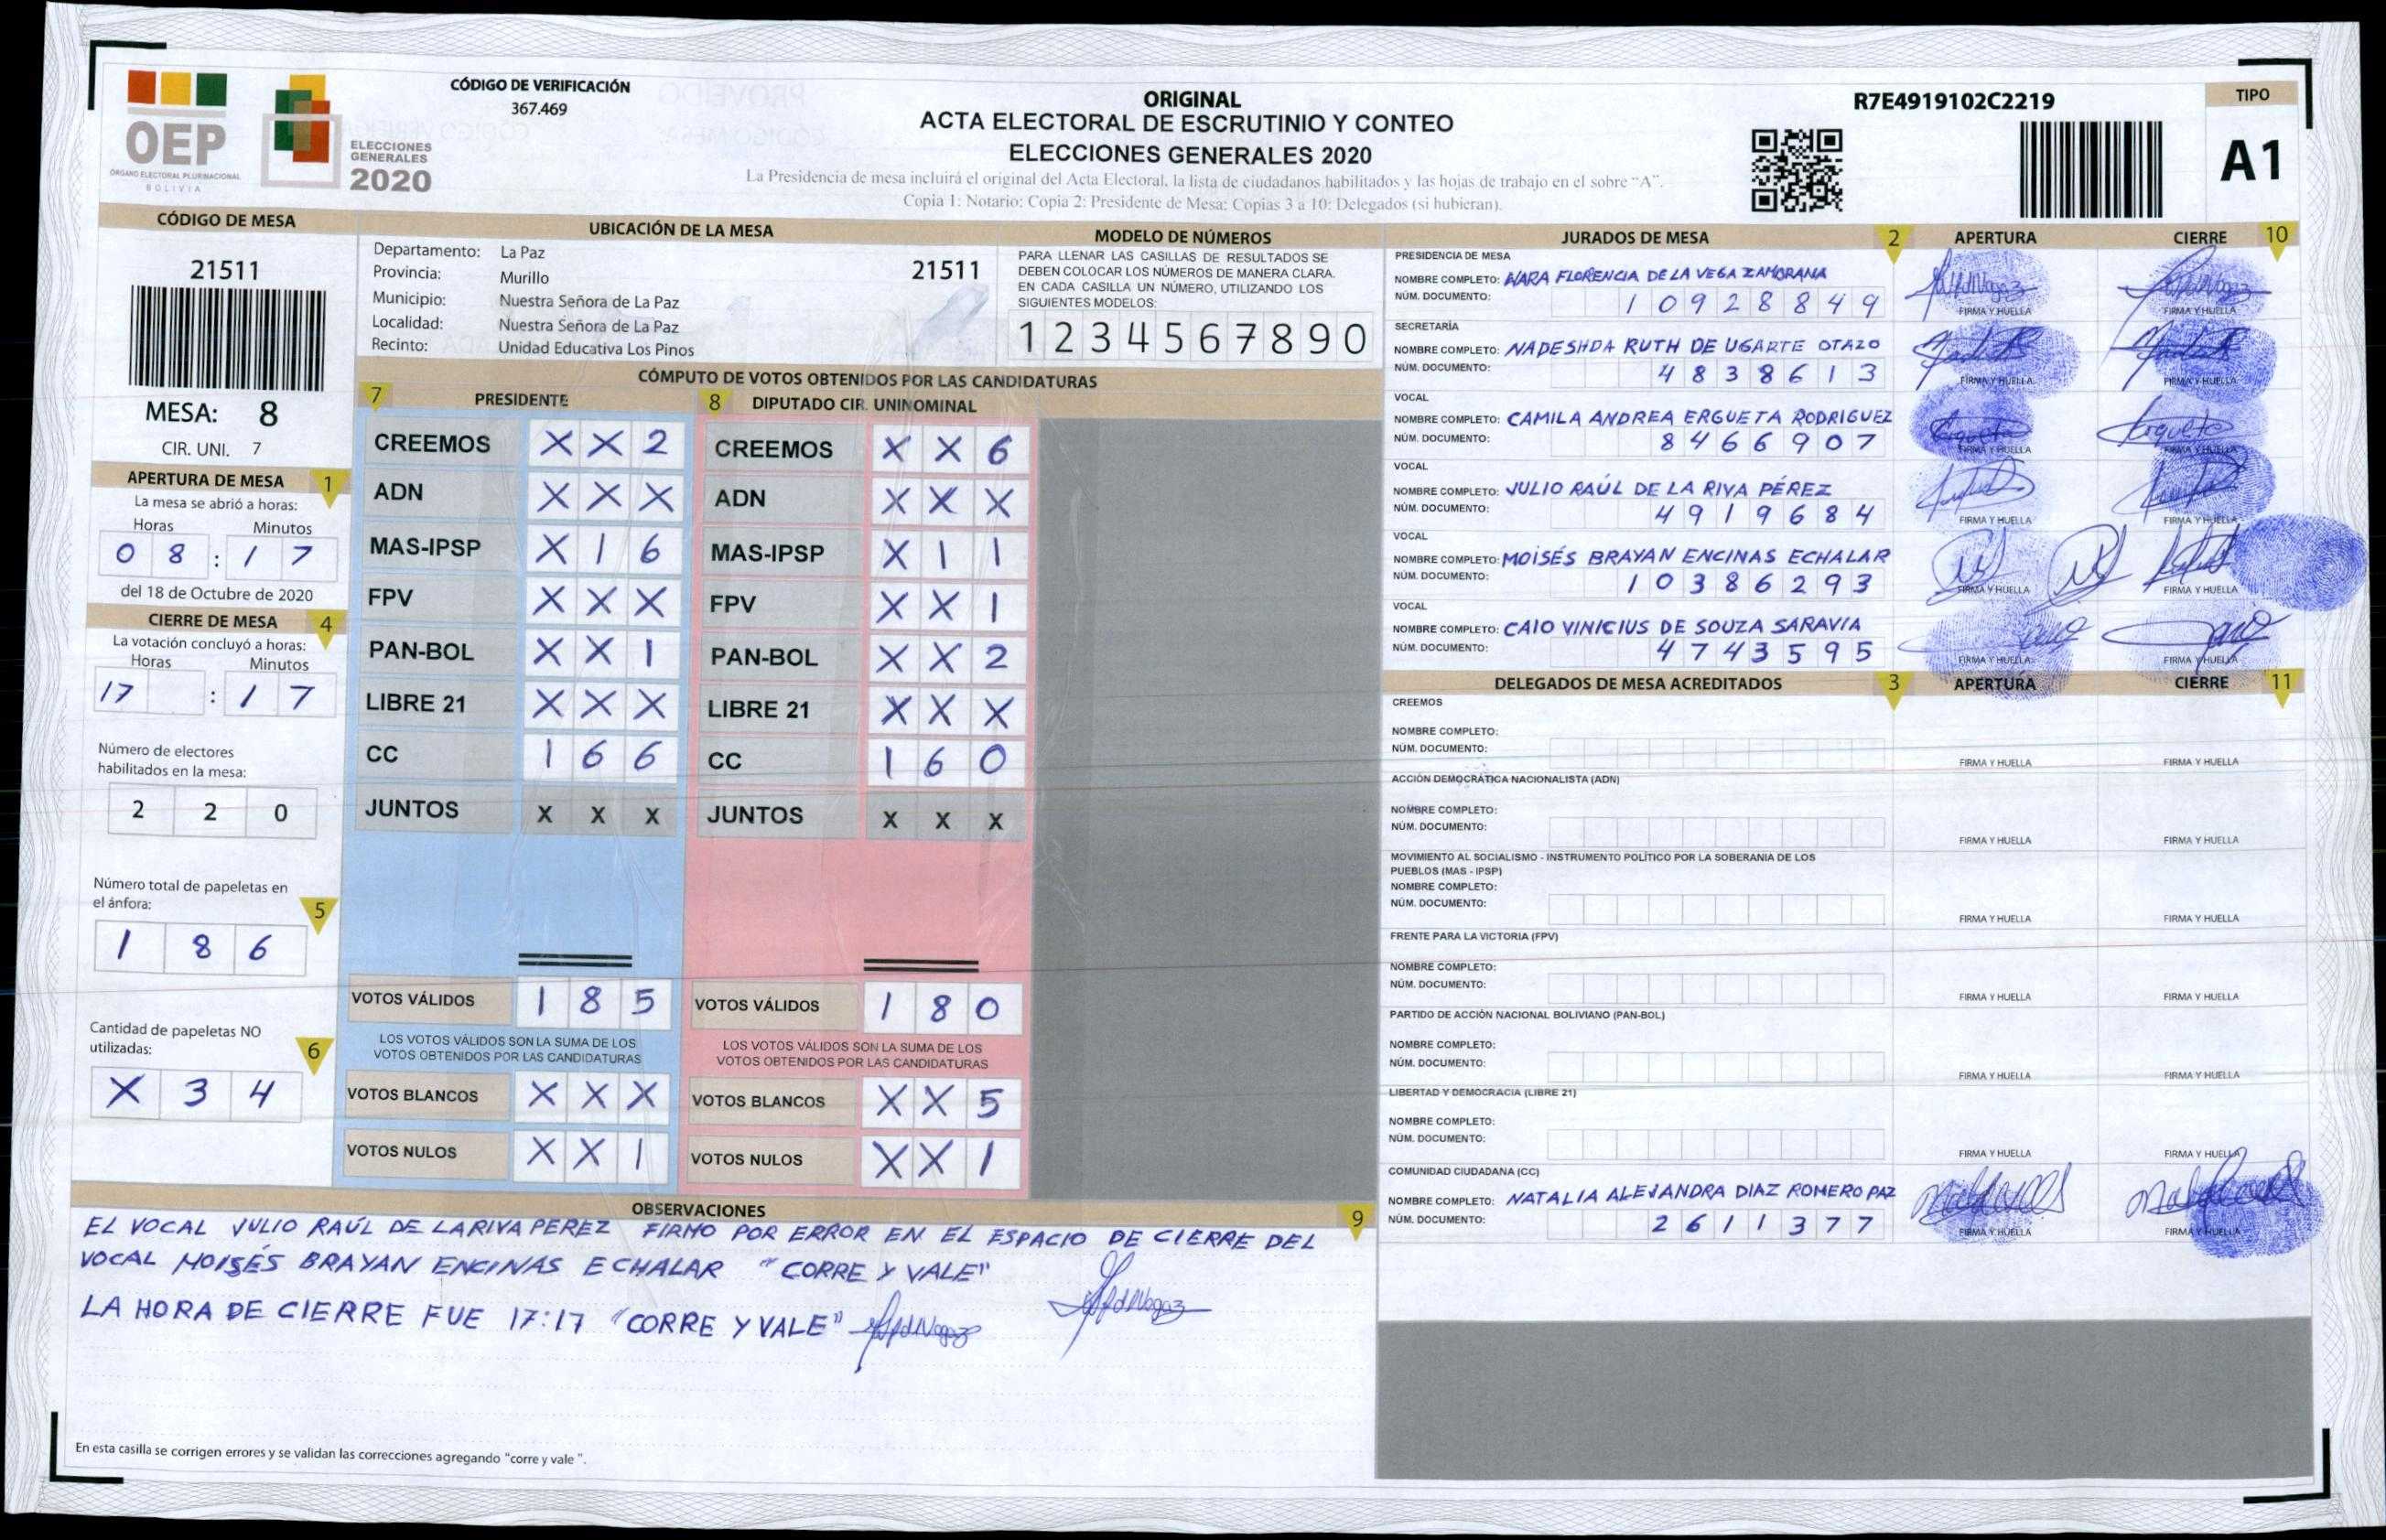 OEP
ÓRGANO ELECTORAL PLURINACIONAL
BOLIVIA
ELECCIONES
GENERALES
2020
CÓDIGO DE VERIFICACIÓN
367.469
ORIGINAL
ACTA ELECTORAL DE ESCRUTINIO Y CONTEO
ELECCIONES GENERALES 2020
La Presidencia de mesa incluirá el original del Acta Electoral, la lista de ciudadanos habilitados y las hojas de trabajo en el sobre "A".
Copia 1: Notario; Copia 2: Presidente de Mesa; Copias 3 a 10: Delegados (si hubieran).
R7E4919102C2219
TIPO
A1
CÓDIGO DE MESA
21511
MESA: 8
CIR. UNI. 7
APERTURA DE MESA 1
La mesa se abrió a horas:
Horas Minutos
0 8 : 1 7
del 18 de Octubre de 2020
CIERRE DE MESA 4
La votación concluyó a horas:
Horas Minutos
17 : 1 7
Número de electores
habilitados en la mesa:
2 2 0
Número total de papeletas en
el ánfora: 5
1 8 6
Cantidad de papeletas NO
utilizadas: 6
X 3 4
UBICACIÓN DE LA MESA
Departamento: La Paz
Provincia: Murillo
Municipio: Nuestra Señora de La Paz
Localidad: Nuestra Señora de La Paz
Recinto: Unidad Educativa Los Pinos
21511
MODELO DE NÚMEROS
PARA LLENAR LAS CASILLAS DE RESULTADOS SE
DEBEN COLOCAR LOS NÚMEROS DE MANERA CLARA.
EN CADA CASILLA UN NÚMERO, UTILIZANDO LOS
SIGUIENTES MODELOS:
1 2 3 4 5 6 7 8 9 0
CÓMPUTO DE VOTOS OBTENIDOS POR LAS CANDIDATURAS
7 PRESIDENTE
CREEMOS X X 2
ADN X X X
MAS-IPSP X 1 6
FPV X X X
PAN-BOL X X 1
LIBRE 21 X X X
CC 1 6 6
JUNTOS X X X
VOTOS VÁLIDOS 1 8 5
LOS VOTOS VÁLIDOS SON LA SUMA DE LOS
VOTOS OBTENIDOS POR LAS CANDIDATURAS
VOTOS BLANCOS X X X
VOTOS NULOS X X 1
8 DIPUTADO CIR. UNINOMINAL
CREEMOS X X 6
ADN X X X
MAS-IPSP X 1 1
FPV X X 1
PAN-BOL X X 2
LIBRE 21 X X X
CC 1 6 0
JUNTOS X X X
VOTOS VÁLIDOS 1 8 0
LOS VOTOS VÁLIDOS SON LA SUMA DE LOS
VOTOS OBTENIDOS POR LAS CANDIDATURAS
VOTOS BLANCOS X X 5
VOTOS NULOS X X 1
JURADOS DE MESA 2 APERTURA CIERRE 10
PRESIDENCIA DE MESA
NOMBRE COMPLETO: NARA FLORENCIA DE LA VEGA ZAMORANA
NÚM. DOCUMENTO: 1 0 9 2 8 8 4 9 FIRMA Y HUELLA FIRMA Y HUELLA
SECRETARÍA
NOMBRE COMPLETO: NADESHDA RUTH DE UGARTE OTAZO
NÚM. DOCUMENTO: 4 8 3 8 6 1 3 FIRMA Y HUELLA FIRMA Y HUELLA
VOCAL
NOMBRE COMPLETO: CAMILA ANDREA ERGUETA RODRIGUEZ
NÚM. DOCUMENTO: 8 4 6 6 9 0 7 FIRMA Y HUELLA FIRMA Y HUELLA
VOCAL
NOMBRE COMPLETO: JULIO RAÚL DE LA RIVA PÉREZ
NÚM. DOCUMENTO: 4 9 1 9 6 8 4 FIRMA Y HUELLA FIRMA Y HUELLA
VOCAL
NOMBRE COMPLETO: MOISÉS BRAYAN ENCINAS ECHALAR
NÚM. DOCUMENTO: 1 0 3 8 6 2 9 3 FIRMA Y HUELLA FIRMA Y HUELLA
VOCAL
NOMBRE COMPLETO: CAIO VINICIUS DE SOUZA SARAVIA
NÚM. DOCUMENTO: 4 7 4 3 5 9 5 FIRMA Y HUELLA FIRMA Y HUELLA
DELEGADOS DE MESA ACREDITADOS 3 APERTURA CIERRE 11
CREEMOS
NOMBRE COMPLETO:
NÚM. DOCUMENTO: FIRMA Y HUELLA FIRMA Y HUELLA
ACCIÓN DEMOCRÁTICA NACIONALISTA (ADN)
NOMBRE COMPLETO:
NÚM. DOCUMENTO: FIRMA Y HUELLA FIRMA Y HUELLA
MOVIMIENTO AL SOCIALISMO - INSTRUMENTO POLÍTICO POR LA SOBERANIA DE LOS
PUEBLOS (MAS - IPSP)
NOMBRE COMPLETO:
NÚM. DOCUMENTO: FIRMA Y HUELLA FIRMA Y HUELLA
FRENTE PARA LA VICTORIA (FPV)
NOMBRE COMPLETO:
NÚM. DOCUMENTO: FIRMA Y HUELLA FIRMA Y HUELLA
PARTIDO DE ACCIÓN NACIONAL BOLIVIANO (PAN-BOL)
NOMBRE COMPLETO:
NÚM. DOCUMENTO: FIRMA Y HUELLA FIRMA Y HUELLA
LIBERTAD Y DEMOCRACIA (LIBRE 21)
NOMBRE COMPLETO:
NÚM. DOCUMENTO: FIRMA Y HUELLA FIRMA Y HUELLA
COMUNIDAD CIUDADANA (CC)
NOMBRE COMPLETO: NATALIA ALEJANDRA DIAZ ROMERO PAZ
NÚM. DOCUMENTO: 2 6 1 1 3 7 7 FIRMA Y HUELLA FIRMA Y HUELLA
OBSERVACIONES 9
EL VOCAL JULIO RAÚL DE LARIVA PEREZ FIRMO POR ERROR EN EL ESPACIO DE CIERRE DEL
VOCAL MOISÉS BRAYAN ENCINAS ECHALAR "CORRE Y VALE"
LA HORA DE CIERRE FUE 17:17 "CORRE Y VALE"
En esta casilla se corrigen errores y se validan las correcciones agregando "corre y vale".